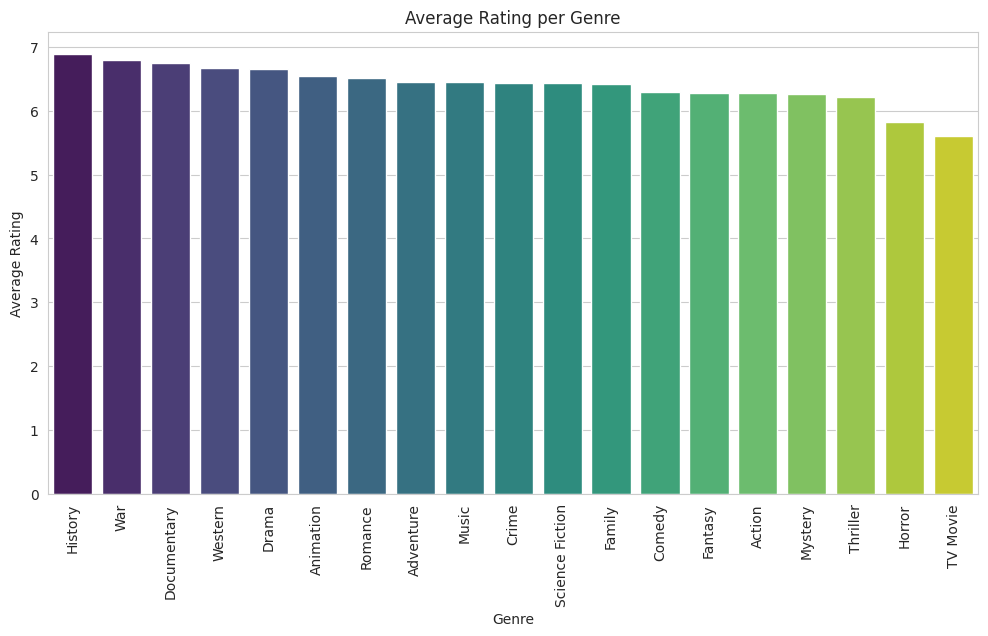 Average Rating per Genre
Average Rating
7
6
5
4
3
2
1
0
History
War
Documentary
Western
Drama
Animation
Romance
Adventure
Music
Crime
Science Fiction
Family
Comedy
Fantasy
Action
Mystery
Thriller
Horror
TV Movie
Genre